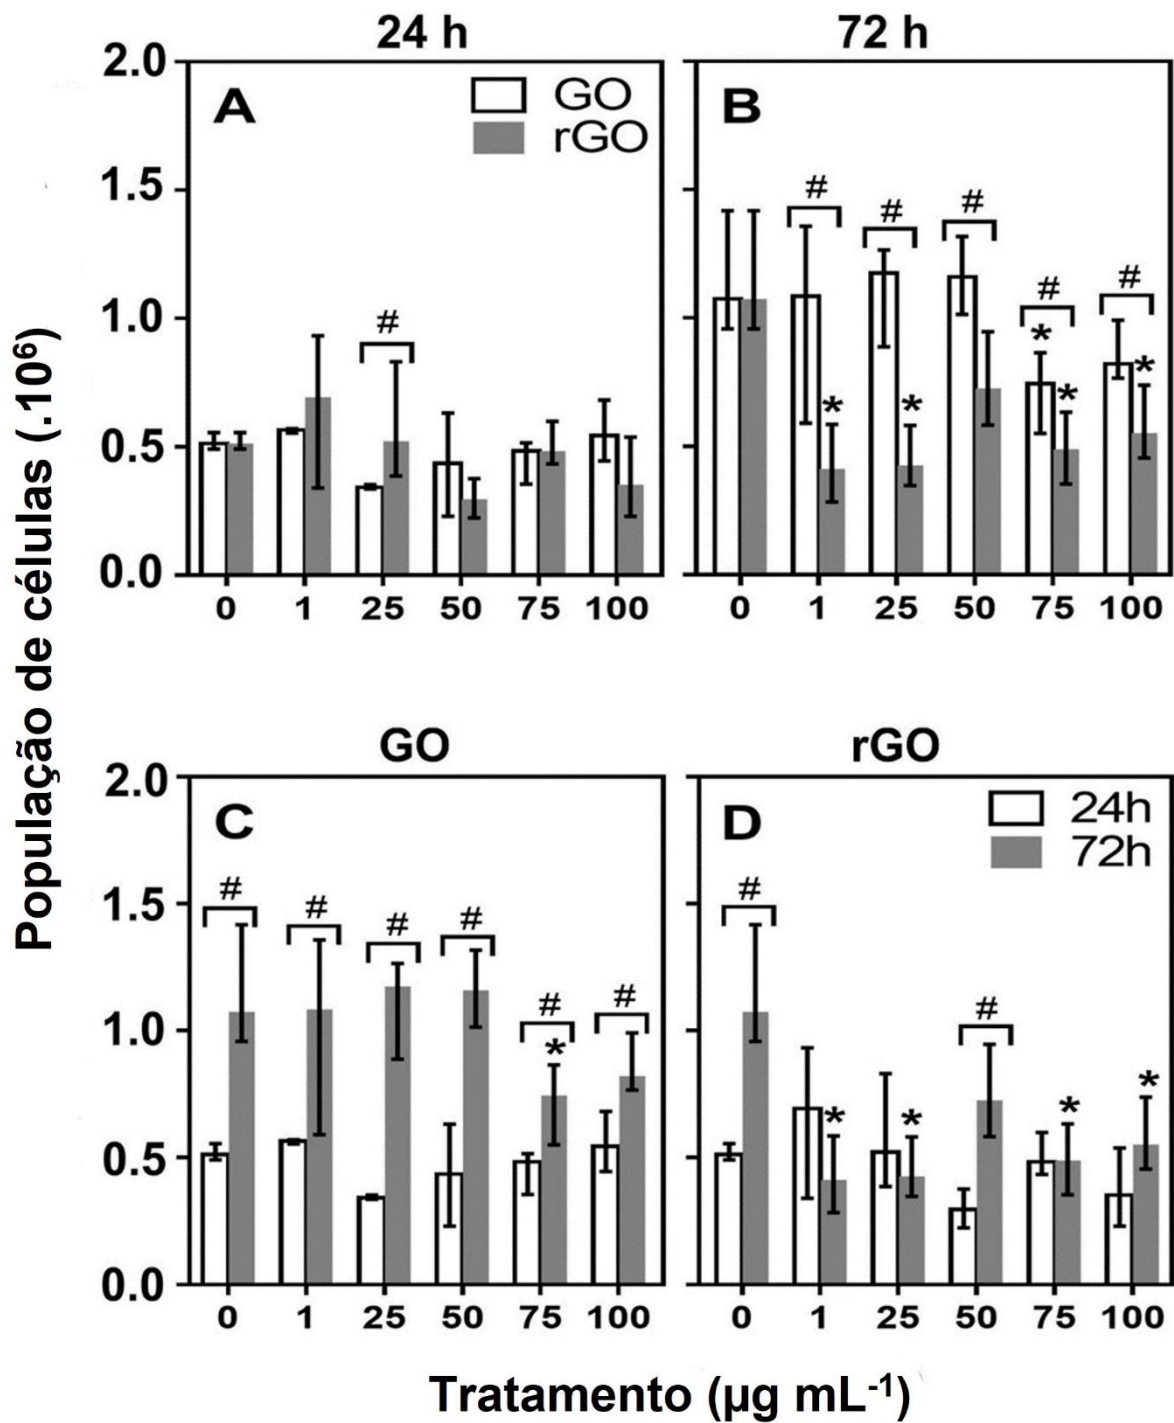 24 h
72 h
População de células (.10⁶)
2.0
1.5
1.0
0.5
0.0
A
GO
rGO
#
0 1 25 50 75 100
B
# # # # #
* * * * *
0 1 25 50 75 100
GO
rGO
2.0
1.5
1.0
0.5
0.0
C
# # # # # #
*
0 1 25 50 75 100
D
24h
72h
# #
* * * *
0 1 25 50 75 100
Tratamento (µg mL⁻¹)